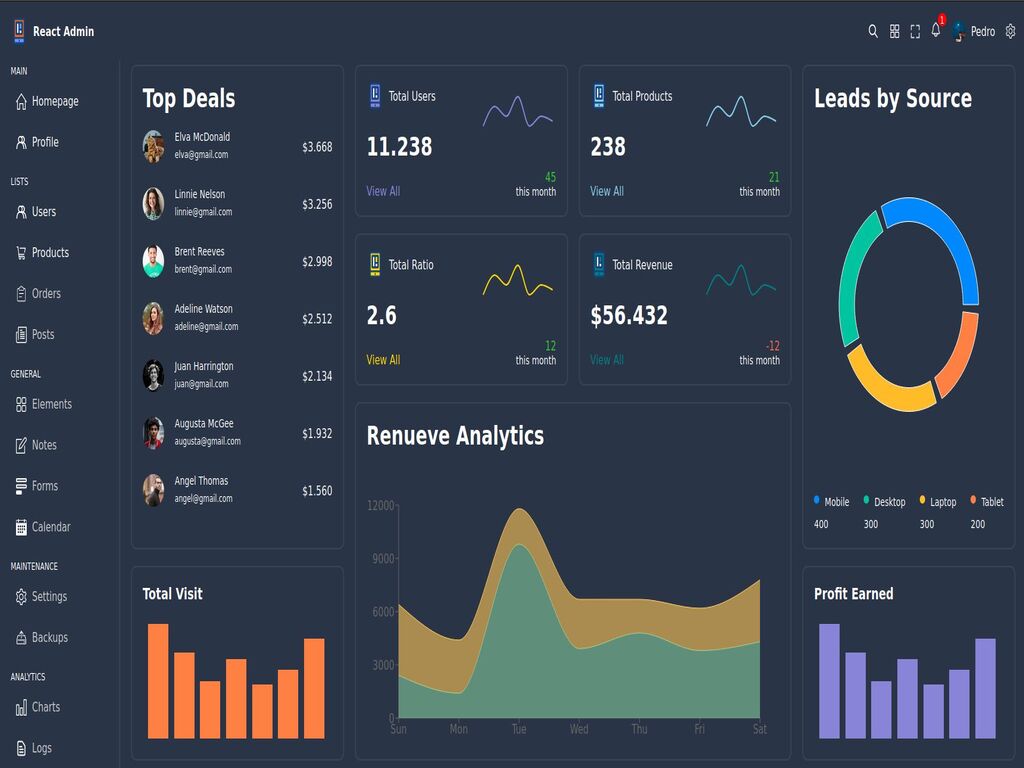 React Admin
1
Pedro
MAIN
Homepage
Profile
LISTS
Users
Products
Orders
Posts
GENERAL
Elements
Notes
Forms
Calendar
MAINTENANCE
Settings
Backups
ANALYTICS
Charts
Logs
Top Deals
Elva McDonald
elva@gmail.com
$3.668
Linnie Nelson
linnie@gmail.com
$3.256
Brent Reeves
brent@gmail.com
$2.998
Adeline Watson
adeline@gmail.com
$2.512
Juan Harrington
juan@gmail.com
$2.134
Augusta McGee
augusta@gmail.com
$1.932
Angel Thomas
angel@gmail.com
$1.560
Total Visit
Total Users
11.238
View All
45
this month
Total Products
238
View All
21
this month
Total Ratio
2.6
View All
12
this month
Total Revenue
$56.432
View All
-12
this month
Renueve Analytics
12000
9000
6000
3000
0
Sun Mon Tue Wed Thu Fri Sat
Leads by Source
Mobile Desktop Laptop Tablet
400 300 300 200
Profit Earned